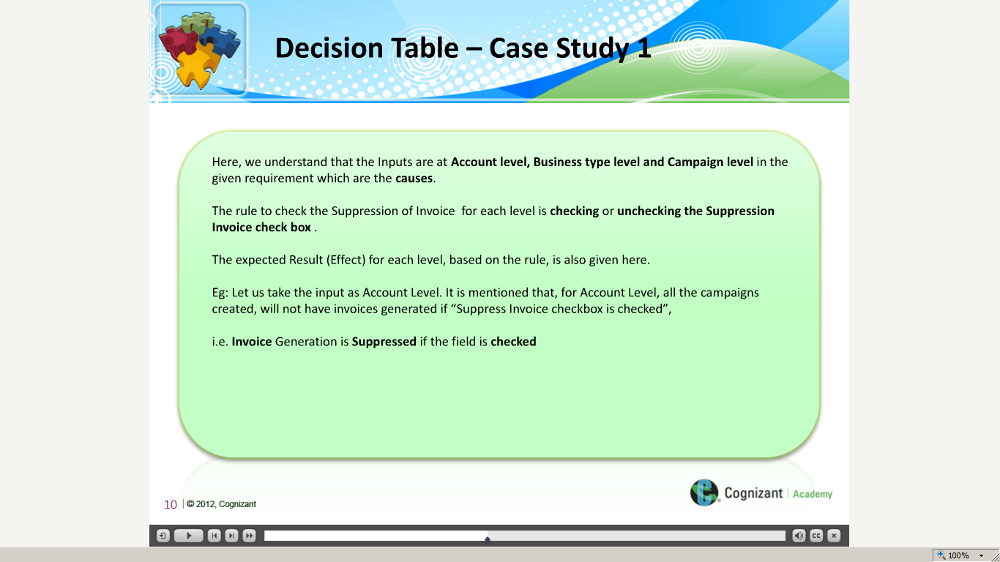 Decision Table – Case Study 1
Here, we understand that the Inputs are at Account level, Business type level and Campaign level in the
given requirement which are the causes.
The rule to check the Suppression of Invoice  for each level is checking or unchecking the Suppression
Invoice check box .
The expected Result (Effect) for each level, based on the rule, is also given here.
Eg: Let us take the input as Account Level. It is mentioned that, for Account Level, all the campaigns
created, will not have invoices generated if “Suppress Invoice checkbox is checked”,
i.e. Invoice Generation is Suppressed if the field is checked
10 | © 2012, Cognizant
Cognizant | Academy
CC
100%